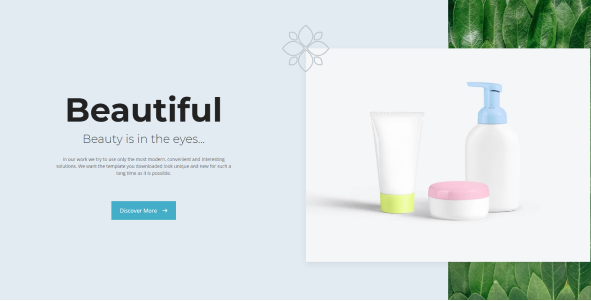 Beautiful
Beauty is in the eyes...
In our work we try to use only the most modern, convenient and interesting
solutions. We want the template you downloaded look unique and new for such a
long time as it is possible.
Discover More